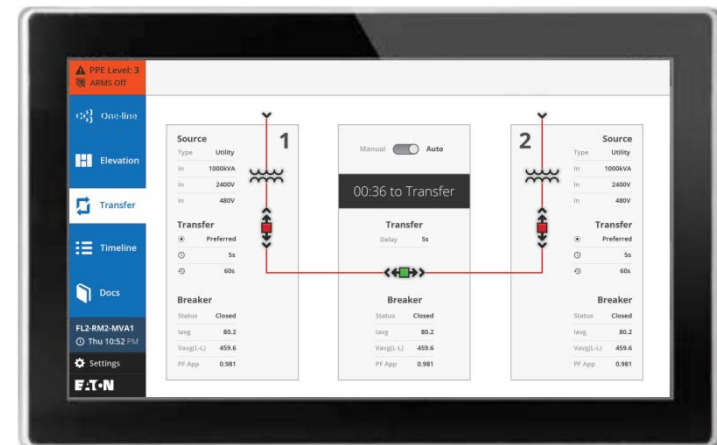 PPE Level: 3
ARMS Off
One-line
Elevation
Transfer
Timeline
Docs
FL2-RM2-MVA1
Thu 10:52 PM
Settings
EATON
1
Source
Type Utility
In 1000kVA
In 2400V
In 480V
Transfer
Preferred
5s
60s
Breaker
Status Closed
Iavg 80.2
Vavg(L-L) 459.6
PF App 0.981
Manual Auto
00:36 to Transfer
Transfer
Delay 5s
Breaker
Status Closed
Iavg 80.2
Vavg(L-L) 459.6
PF App 0.981
2
Source
Type Utility
In 1000kVA
In 2400V
In 480V
Transfer
Preferred
5s
60s
Breaker
Status Closed
Iavg 80.2
Vavg(L-L) 459.6
PF App 0.981